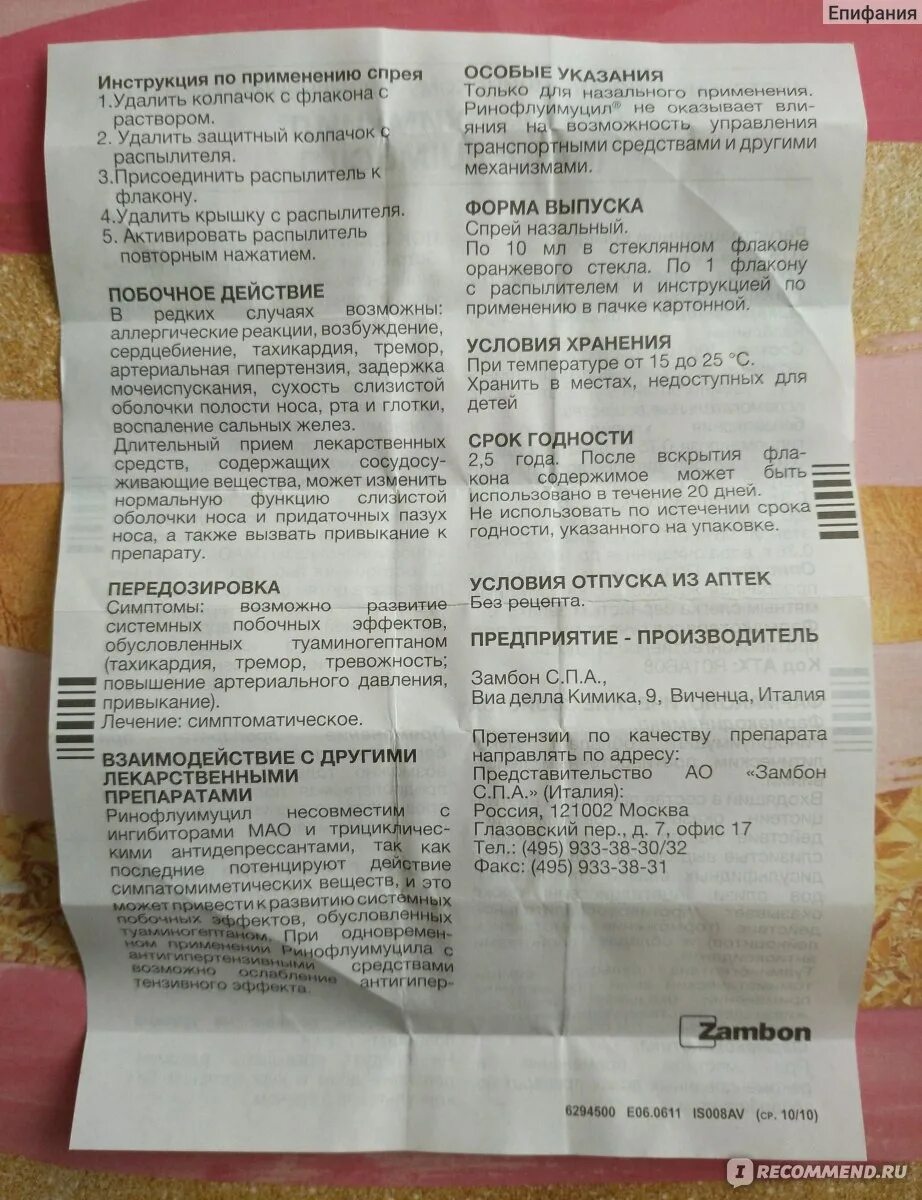 Епифания
Инструкция по применению спрея
1.Удалить колпачок с флакона с
раствором.
2. Удалить защитный колпачок с
распылителя.
3.Присоединить распылитель к
флакону.
4.Удалить крышку с распылителя.
5. Активировать распылитель
повторным нажатием.
ПОБОЧНОЕ ДЕЙСТВИЕ
В редких случаях возможны:
аллергические реакции, возбуждение,
сердцебиение, тахикардия, тремор,
артериальная гипертензия, задержка
мочеиспускания, сухость слизистой
оболочки полости носа, рта и глотки,
воспаление сальных желез.
Длительный прием лекарственных
средств, содержащих сосудосу-
живающие вещества, может изменить
нормальную функцию слизистой
оболочки носа и придаточных пазух
носа, а также вызвать привыкание к
препарату.
ПЕРЕДОЗИРОВКА
Симптомы: возможно развитие
системных побочных эффектов,
обусловленных туаминогептаном
(тахикардия, тремор, тревожность;
повышение артериального давления,
привыкание).
Лечение: симптоматическое.
ВЗАИМОДЕЙСТВИЕ С ДРУГИМИ
ЛЕКАРСТВЕННЫМИ
ПРЕПАРАТАМИ
Ринофлуимуцил несовместим с
ингибиторами МАО и трицикличес-
кими антидепрессантами, так как
последние потенцируют действие
симпатомиметических веществ, и это
может привести к развитию системных
побочных эффектов, обусловленных
туаминогептаном. При одновремен-
ном применении Ринофлуимуцила с
антигипертензивными средствами
возможно ослабление антигипер-
тензивного эффекта.
ОСОБЫЕ УКАЗАНИЯ
Только для назального применения.
Ринофлуимуцил® не оказывает вли-
яния на возможность управления
транспортными средствами и другими
механизмами.
ФОРМА ВЫПУСКА
Спрей назальный.
По 10 мл в стеклянном флаконе
оранжевого стекла. По 1 флакону
с распылителем и инструкцией по
применению в пачке картонной.
УСЛОВИЯ ХРАНЕНИЯ
При температуре от 15 до 25 °C.
Хранить в местах, недоступных для
детей
СРОК ГОДНОСТИ
2,5 года. После вскрытия фла-
кона содержимое может быть
использовано в течение 20 дней.
Не использовать по истечении срока
годности, указанного на упаковке.
УСЛОВИЯ ОТПУСКА ИЗ АПТЕК
Без рецепта.
ПРЕДПРИЯТИЕ - ПРОИЗВОДИТЕЛЬ
Замбон С.П.А.,
Виа делла Кимика, 9, Виченца, Италия
Претензии по качеству препарата
направлять по адресу:
Представительство АО «Замбон
С.П.А.» (Италия):
Россия, 121002 Москва
Глазовский пер., д. 7, офис 17
Тел.: (495) 933-38-30/32
Факс: (495) 933-38-31
Zambon
6294500 E06.0611 IS008AV (ср. 10/10)
IRECOMMEND.RU